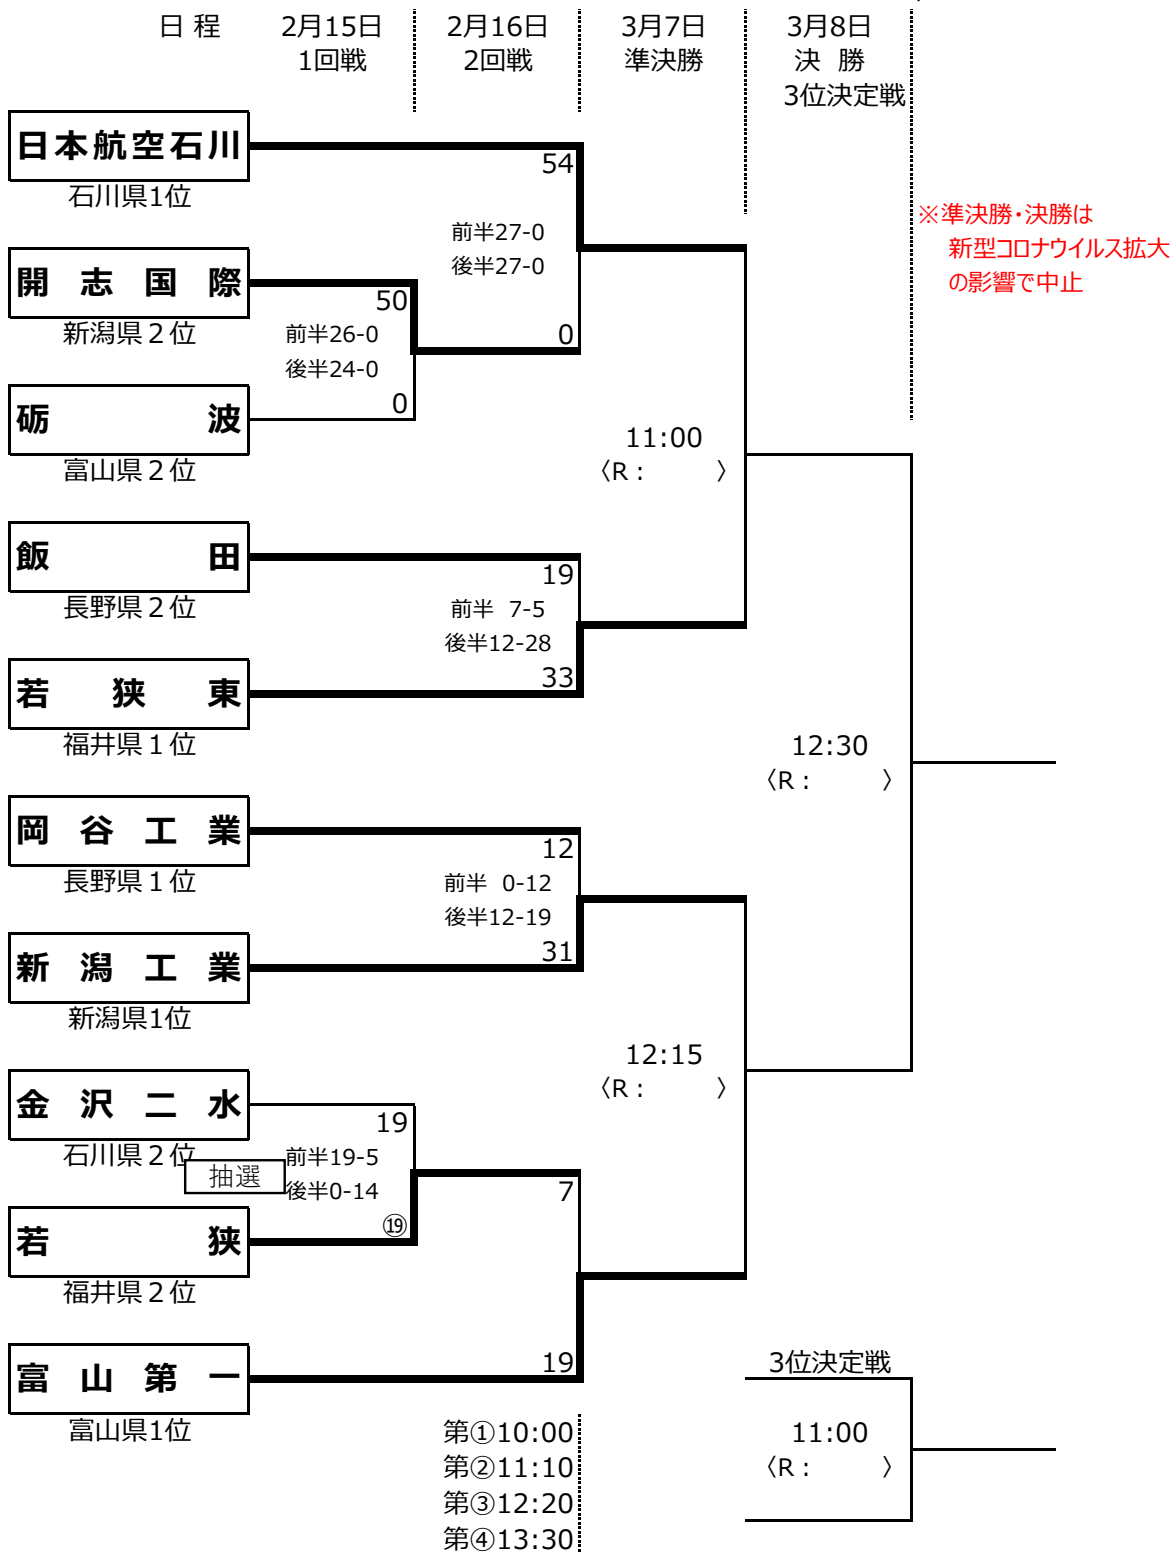 日 程 2月15日 2月16日 3月7日 3月8日
1回戦 2回戦 準決勝 決 勝
3位決定戦
日本航空石川
54
石川県1位
※準決勝・決勝は
前半27-0
新型コロナウイルス拡大
後半27-0
の影響で中止
開 志 国 際
50
新潟県２位
前半26-0
0
後半24-0
0
砺 波
富山県２位
11:00
〈R： 〉
飯 田
19
長野県２位
前半 7-5
後半12-28
33
若 狭 東
福井県１位
12:30
〈R： 〉
岡 谷 工 業
12
長野県１位
前半 0-12
後半12-19
31
新 潟 工 業
新潟県1位
12:15
〈R： 〉
金 沢 二 水
19
石川県２位
前半19-5
抽選
後半0-14
7
⑲
若 狭
福井県２位
19
3位決定戦
富 山 第 一
富山県1位
第①10:00
11:00
第②11:10
〈R： 〉
第③12:20
第④13:30